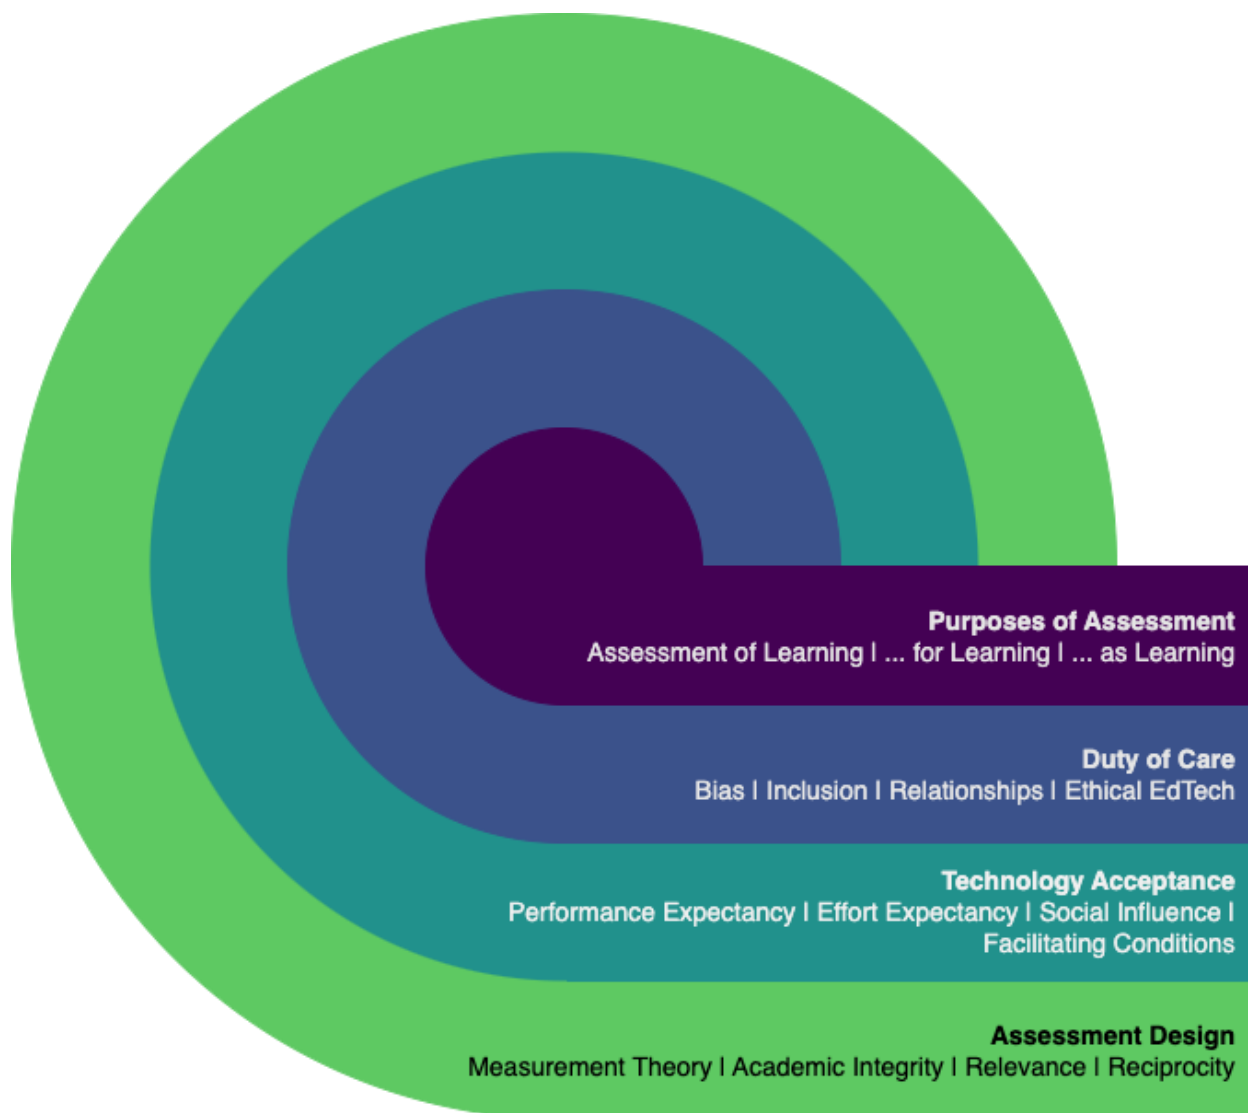 Purposes of Assessment
Assessment of Learning | ... for Learning | ... as Learning
Duty of Care
Bias | Inclusion | Relationships | Ethical EdTech
Technology Acceptance
Performance Expectancy | Effort Expectancy | Social Influence |
Facilitating Conditions
Assessment Design
Measurement Theory | Academic Integrity | Relevance | Reciprocity